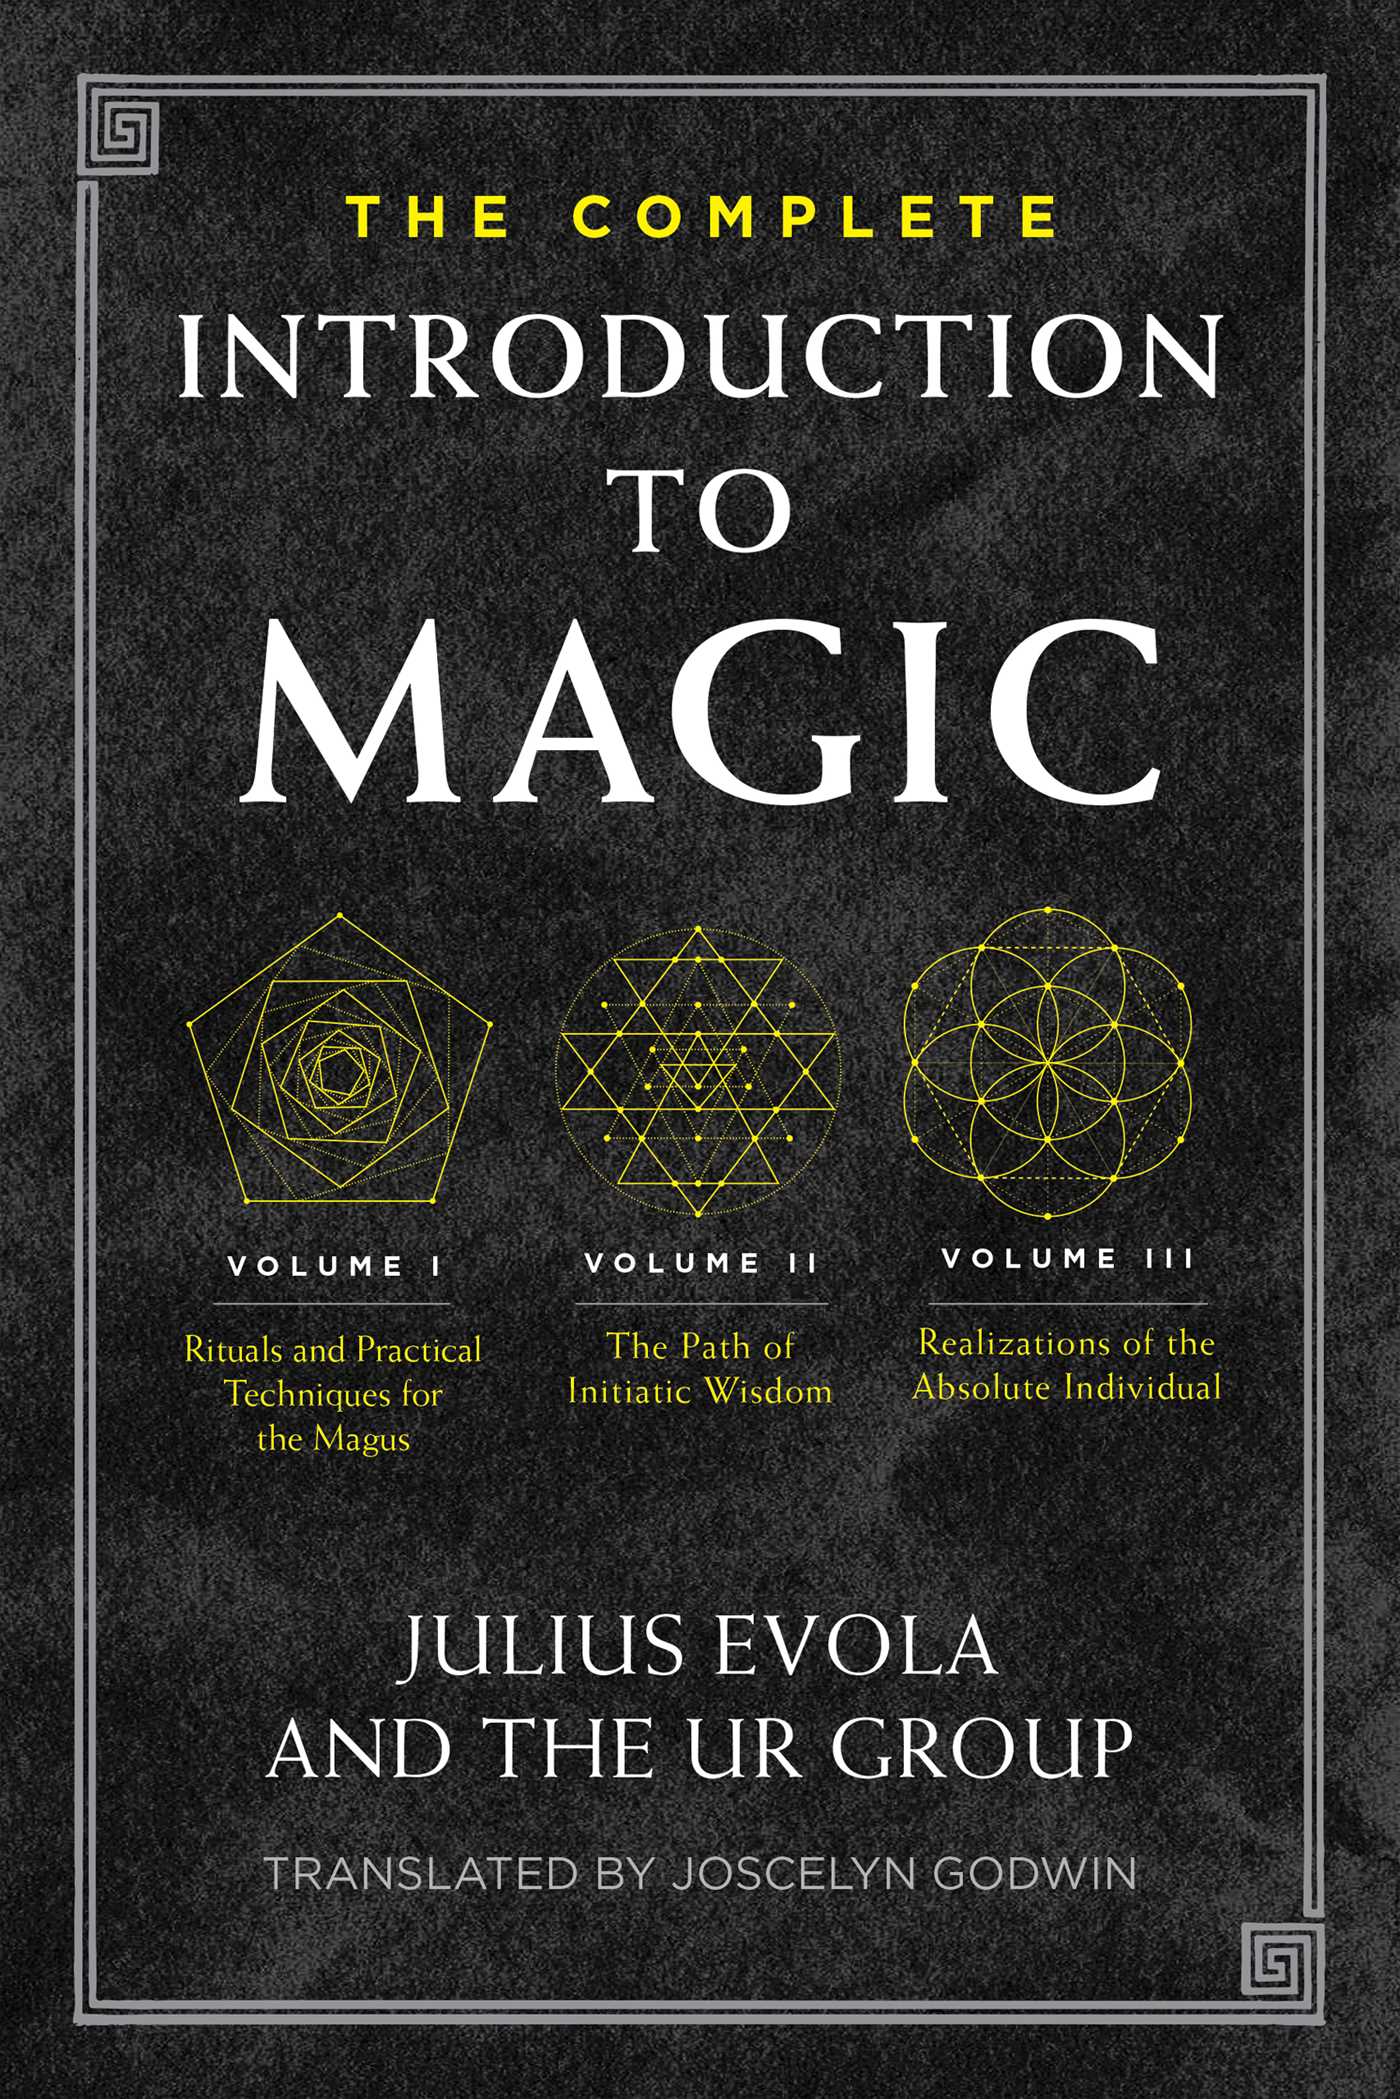 THE COMPLETE
INTRODUCTION
TO
MAGIC
VOLUME I
Rituals and Practical
Techniques for
the Magus
VOLUME II
The Path of
Initiatic Wisdom
VOLUME III
Realizations of the
Absolute Individual
JULIUS EVOLA
AND THE UR GROUP
TRANSLATED BY JOSCELYN GODWIN